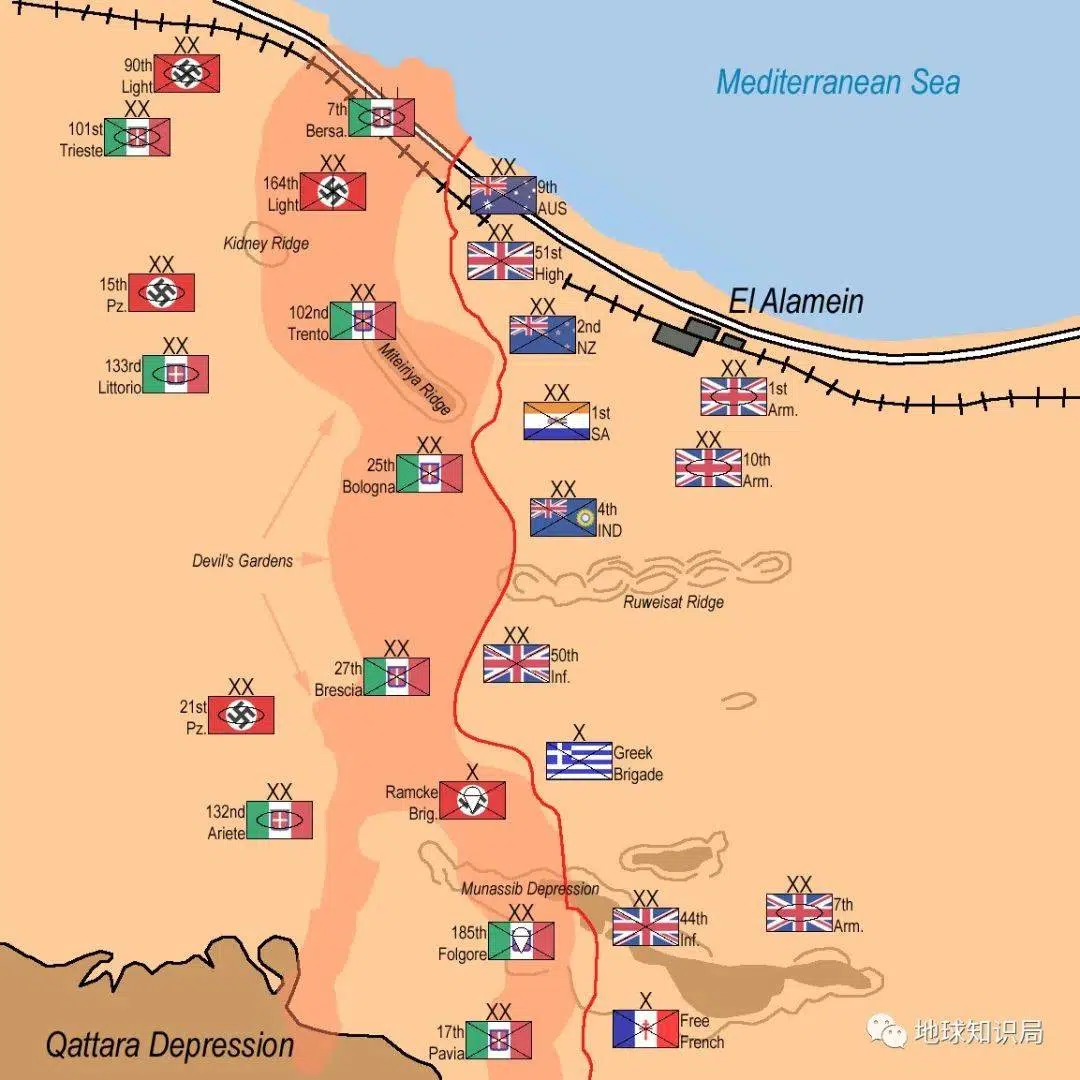 Mediterranean Sea
XX
90th
Light
XX
101st
Trieste
7th
Bersa.
XX
164th
Light
XX
9th
AUS
Kidney Ridge
XX
51st
High.
XX
15th
Pz.
XX
102nd
Trento
XX
2nd
NZ
El Alamein
XX
133rd
Littorio
Miteiriya Ridge
XX
1st
Arm.
XX
1st
SA
XX
25th
Bologna
XX
10th
Arm.
XX
4th
IND
Devil's Gardens
Ruweisat Ridge
XX
27th
Brescia
XX
50th
Inf.
XX
21st
Pz.
X
Greek
Brigade
X
Ramcke
Brig.
XX
132nd
Ariete
Munassib Depression
XX
185th
Folgore
XX
44th
Inf.
XX
7th
Arm.
Qattara Depression
XX
17th
Pavia
X
Free
French
地球知识局